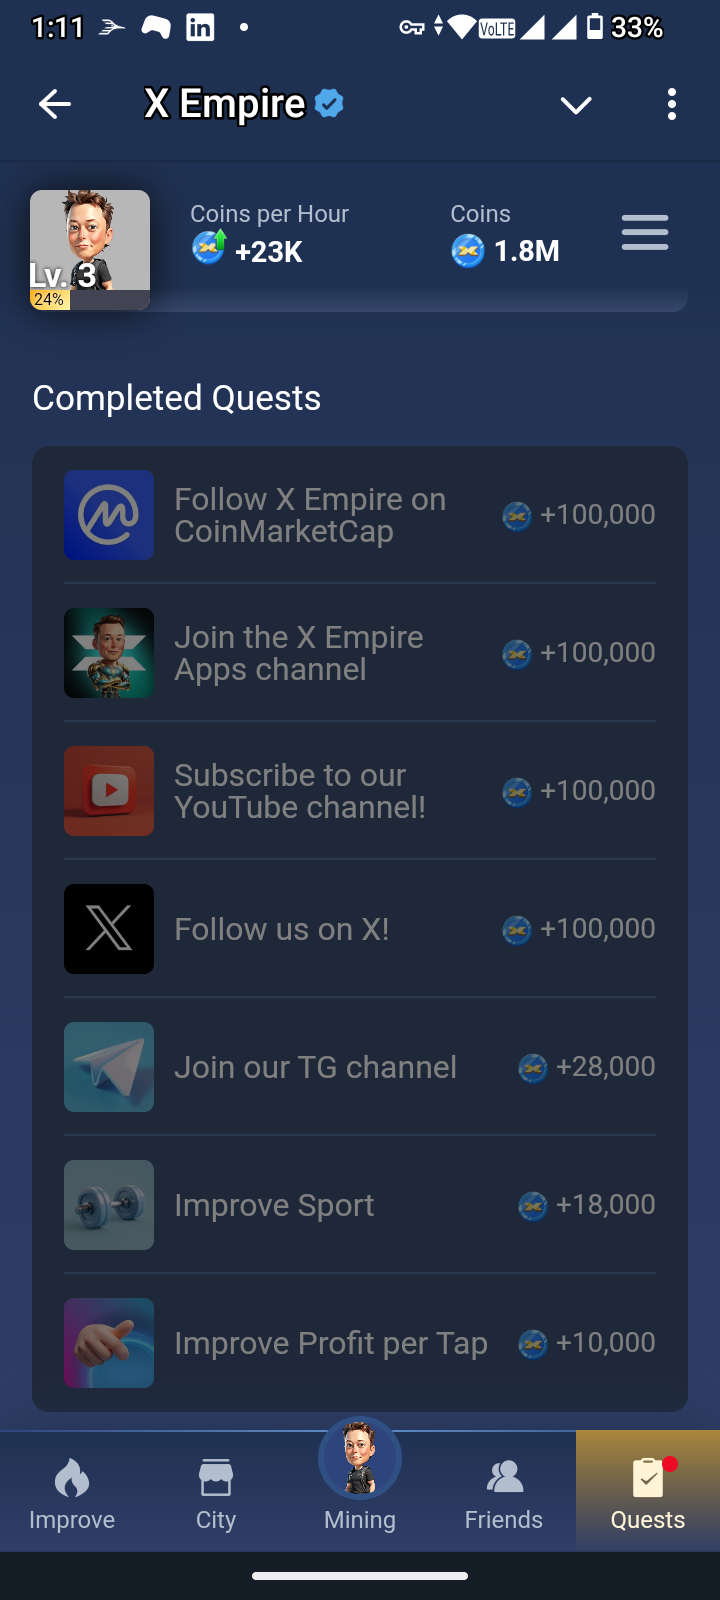 1:11
in
VoLTE
33%
X Empire
Coins per Hour
Coins
+23K
1.8M
Lv. 3
24%
Completed Quests
Follow X Empire on
CoinMarketCap
+100,000
Join the X Empire
Apps channel
+100,000
Subscribe to our
YouTube channel!
+100,000
Follow us on X!
+100,000
Join our TG channel
+28,000
Improve Sport
+18,000
Improve Profit per Tap
+10,000
Improve
City
Mining
Friends
Quests